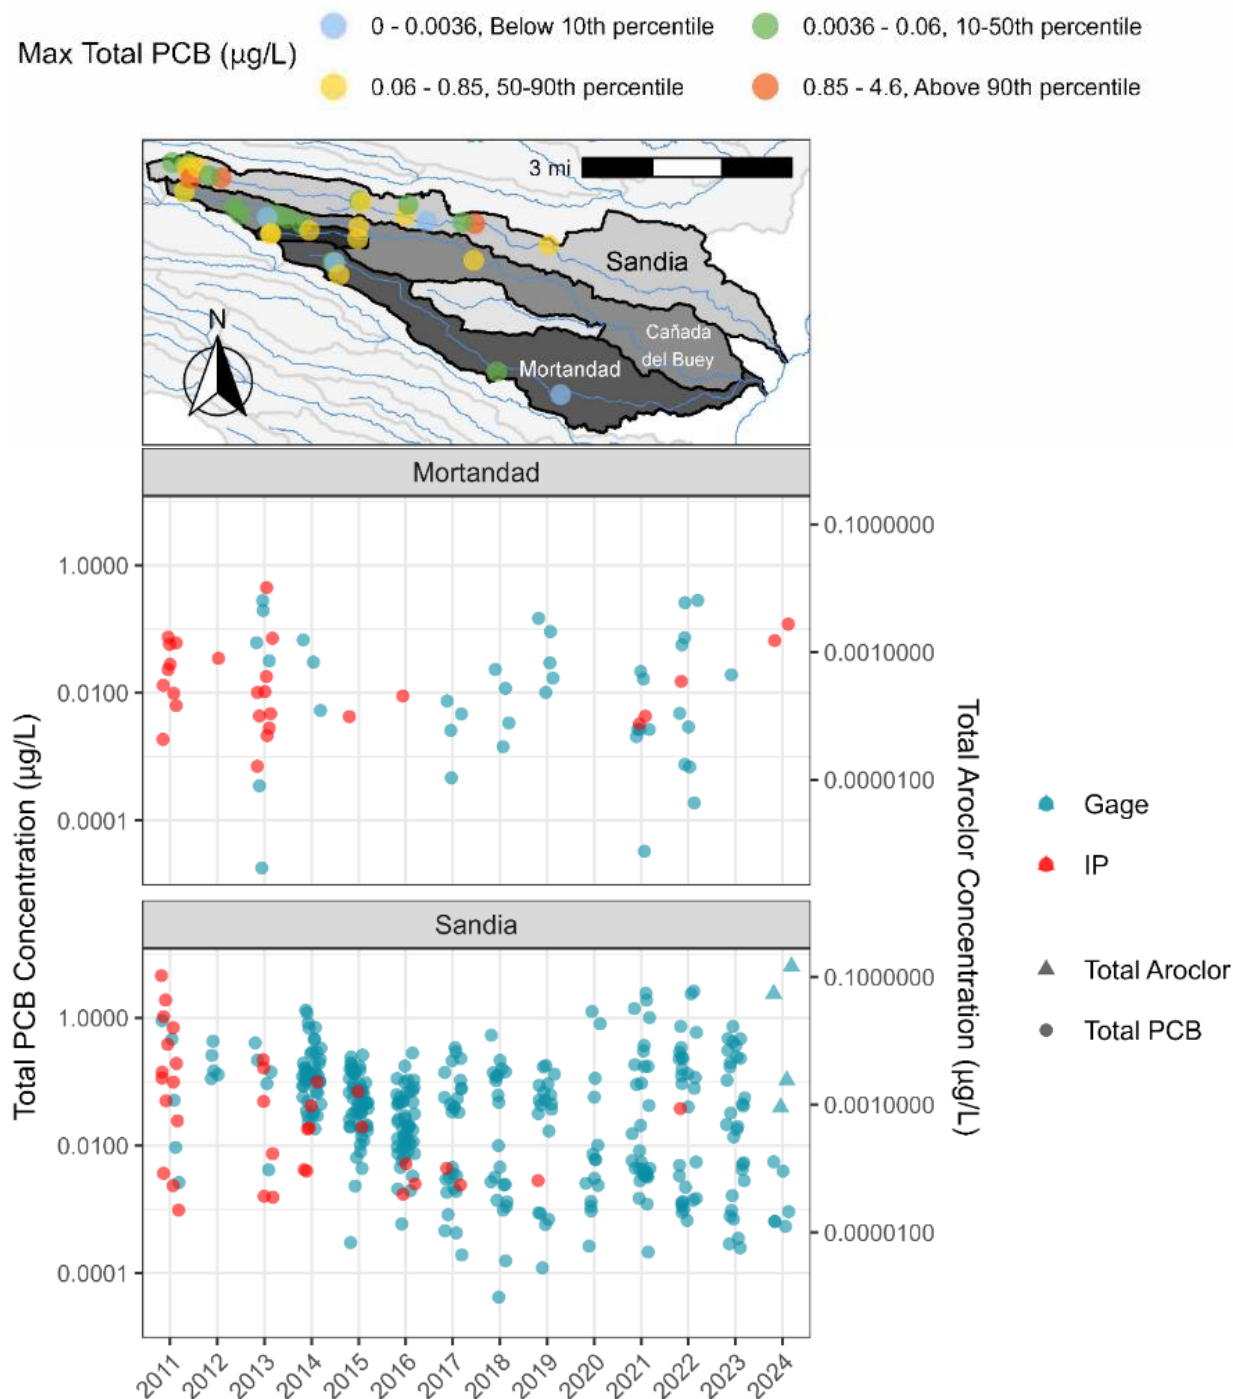 Max Total PCB (µg/L)
0 - 0.0036, Below 10th percentile
0.0036 - 0.06, 10-50th percentile
0.06 - 0.85, 50-90th percentile
0.85 - 4.6, Above 90th percentile
3 mi
Sandia
Cañada
del Buey
Mortandad
N
Mortandad
1.0000
0.0100
0.0001
0.1000000
0.0010000
0.0000100
Sandia
1.0000
0.0100
0.0001
0.1000000
0.0010000
0.0000100
Total PCB Concentration (µg/L)
Total Aroclor Concentration (µg/L)
2011
2012
2013
2014
2015
2016
2017
2018
2019
2020
2021
2022
2023
2024
Gage
IP
Total Aroclor
Total PCB